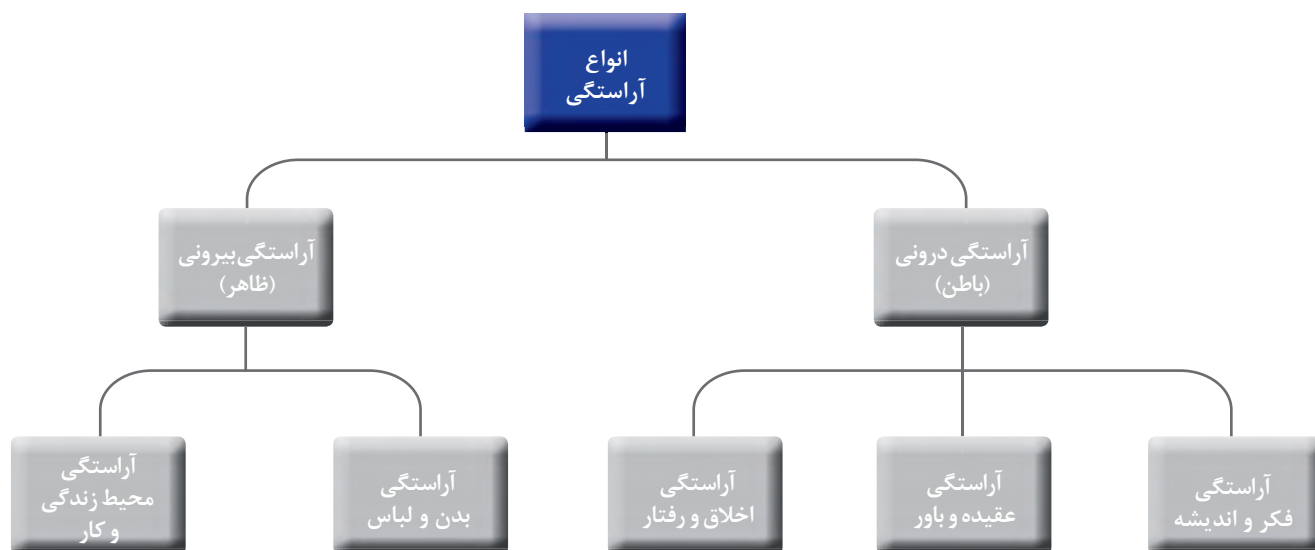 انواع
آراستگی
آراستگی درونی
(باطن)
آراستگی بیرونی
(ظاهر)
آراستگی
فکر و اندیشه
آراستگی
عقیده و باور
آراستگی
اخلاق و رفتار
آراستگی
بدن و لباس
آراستگی
محیط زندگی
و کار